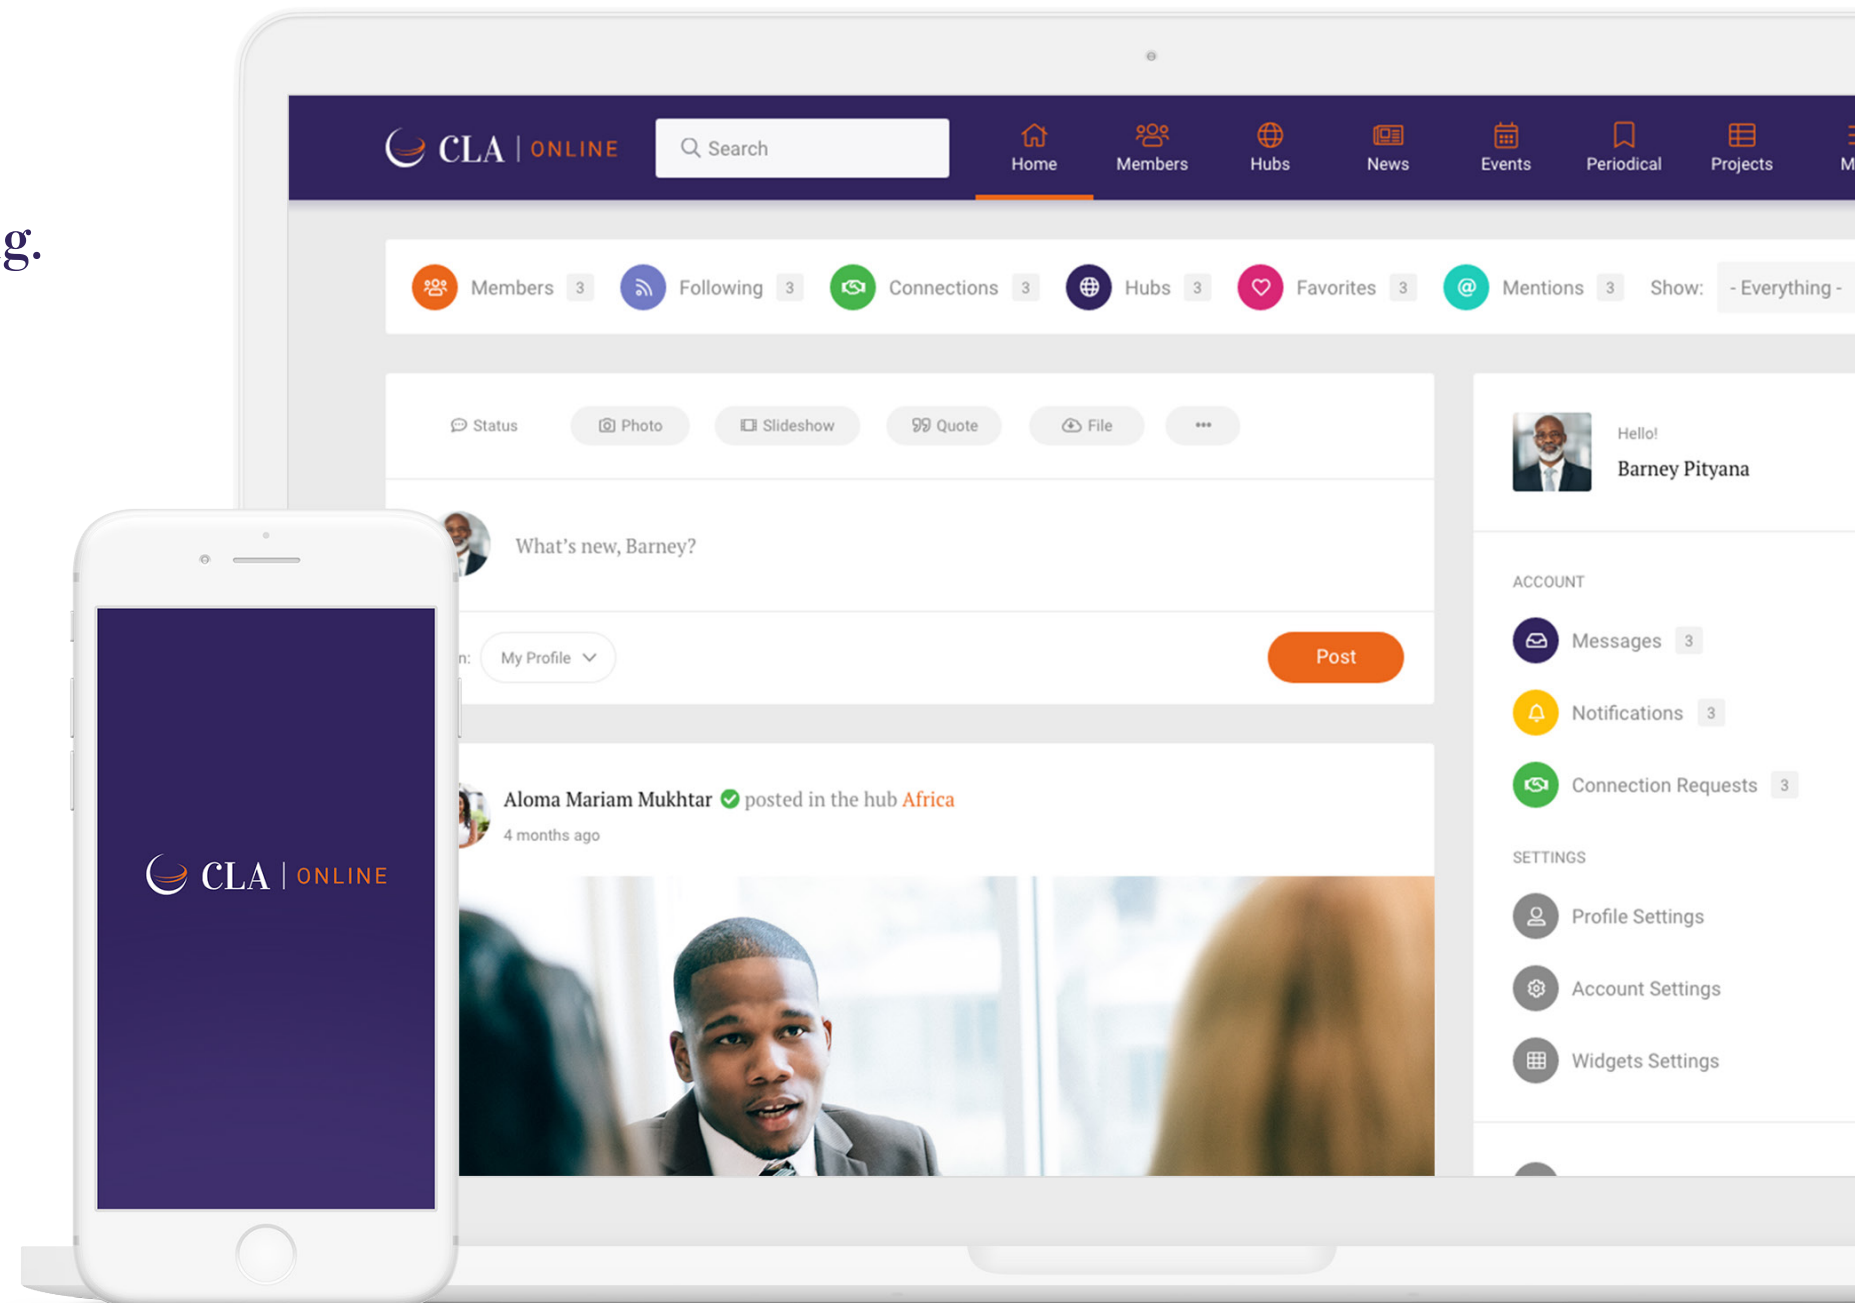 g.
CLA | ONLINE
Search
Home
Members
Hubs
News
Events
Periodical
Projects
M
Members 3
Following 3
Connections 3
Hubs 3
Favorites 3
Mentions 3
Show: - Everything -
Status
Photo
Slideshow
Quote
File
What's new, Barney?
n: My Profile
Post
Aloma Mariam Mukhtar posted in the hub Africa
4 months ago
Hello!
Barney Pityana
ACCOUNT
Messages 3
Notifications 3
Connection Requests 3
SETTINGS
Profile Settings
Account Settings
Widgets Settings
CLA | ONLINE